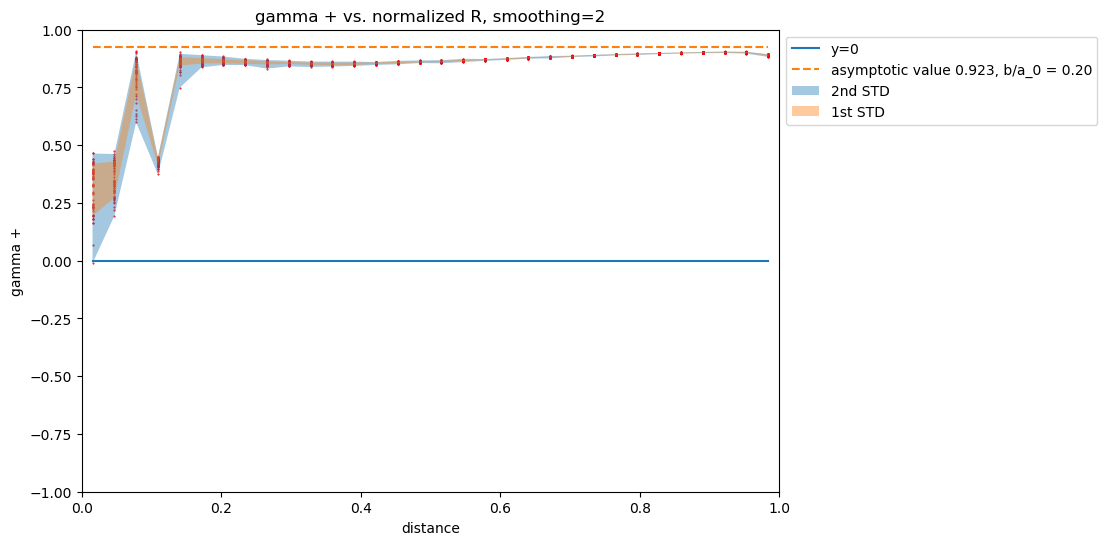 gamma + vs. normalized R, smoothing=2
1.00
0.75
0.50
0.25
0.00
−0.25
−0.50
−0.75
−1.00
gamma +
0.0
0.2
0.4
0.6
0.8
1.0
distance
y=0
asymptotic value 0.923, b/a_0 = 0.20
2nd STD
1st STD